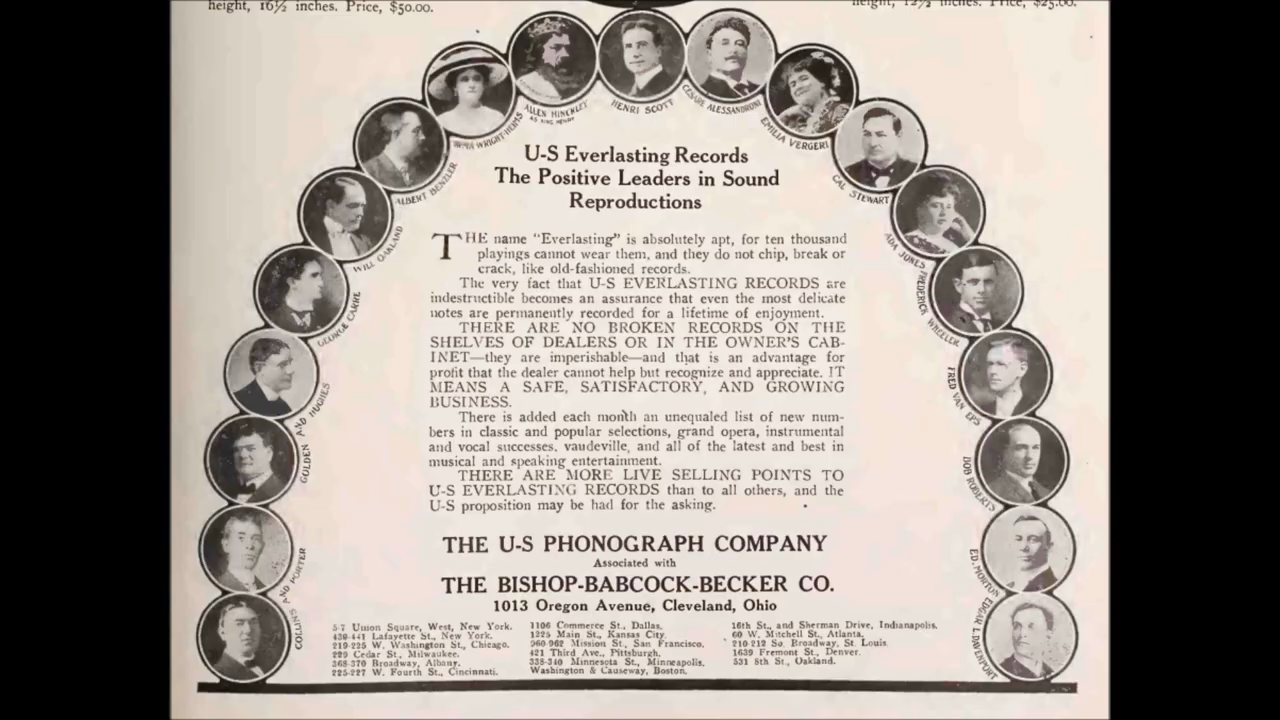 height, 16½ inches. Price, $50.00.
height, 12½ inches. Price, $25.00.
ALLEN HINCKLEY
AS KING HENRY
HENRI SCOTT
CESARE ALESSANDRONI
IRMA WRIGHT-HEIMS
EMILIA VERGERI
ALBERT BENZLER
CAL STEWART
WILL OAKLAND
ADA JONES
GEORGE CARRE
FREDERICK WHEELER
GOLDEN AND HUGHES
FRED VAN EPS
BOB ROBERTS
COLLINS AND PORTER
ED. MORTON
EDGAR L. DAVENPORT
U-S Everlasting Records
The Positive Leaders in Sound
Reproductions
THE name "Everlasting" is absolutely apt, for ten thousand
playings cannot wear them, and they do not chip, break or
crack, like old-fashioned records.
The very fact that U-S EVERLASTING RECORDS are
indestructible becomes an assurance that even the most delicate
notes are permanently recorded for a lifetime of enjoyment.
THERE ARE NO BROKEN RECORDS ON THE
SHELVES OF DEALERS OR IN THE OWNER'S CAB-
INET—they are imperishable—and that is an advantage for
profit that the dealer cannot help but recognize and appreciate. IT
MEANS A SAFE, SATISFACTORY, AND GROWING
BUSINESS.
There is added each month an unequaled list of new num-
bers in classic and popular selections, grand opera, instrumental
and vocal successes, vaudeville, and all of the latest and best in
musical and speaking entertainment.
THERE ARE MORE LIVE SELLING POINTS TO
U-S EVERLASTING RECORDS than to all others, and the
U-S proposition may be had for the asking.
THE U-S PHONOGRAPH COMPANY
Associated with
THE BISHOP-BABCOCK-BECKER CO.
1013 Oregon Avenue, Cleveland, Ohio
5-7 Union Square, West, New York.
439-441 Lafayette St., New York.
219-225 W. Washington St., Chicago.
229 Cedar St., Milwaukee.
368-370 Broadway, Albany.
225-227 W. Fourth St., Cincinnati.
1106 Commerce St., Dallas.
1225 Main St., Kansas City.
960-962 Mission St., San Francisco.
421 Third Ave., Pittsburgh.
338-340 Minnesota St., Minneapolis.
Washington & Causeway, Boston.
16th St., and Sherman Drive, Indianapolis.
60 W. Mitchell St., Atlanta.
210-212 So. Broadway, St. Louis.
1639 Fremont St., Denver.
531 8th St., Oakland.